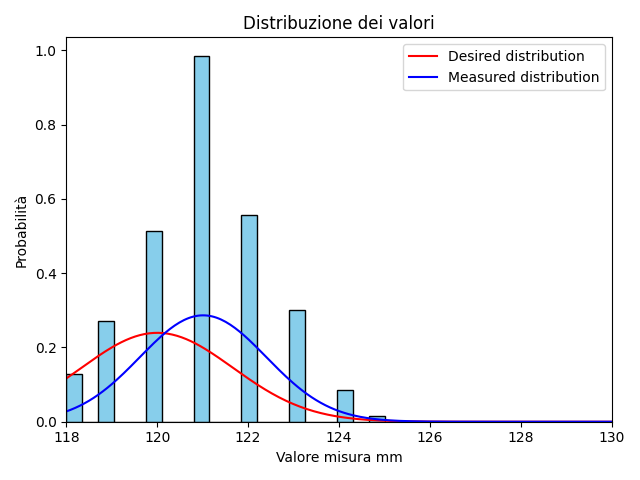 Distribuzione dei valori
Desired distribution
Measured distribution
Probabilità
1.0
0.8
0.6
0.4
0.2
0.0
118 120 122 124 126 128 130
Valore misura mm